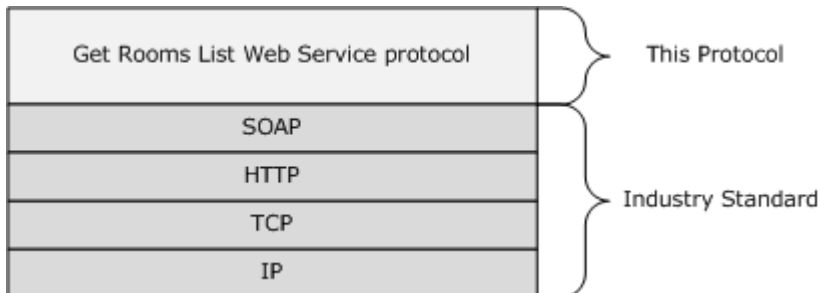 Get Rooms List Web Service protocol
This Protocol
SOAP
HTTP
TCP
IP
Industry Standard